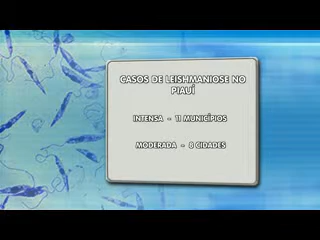 CASOS DE LEISHMANIOSE NO
PIAUÍ
INTENSA - 11 MUNICÍPIOS
MODERADA - 8 CIDADES